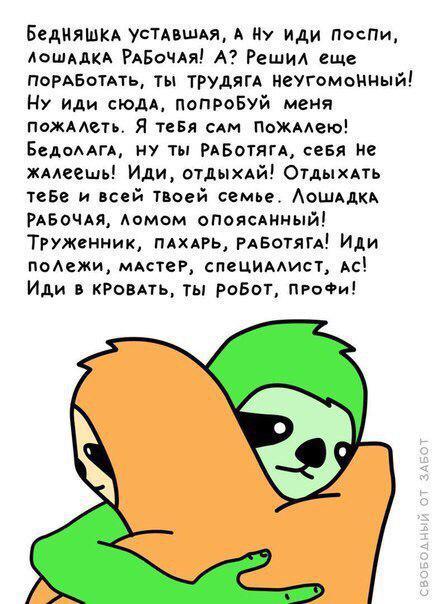 Бедняшка уставшая, а ну иди поспи,
лошадка рабочая! А? Решил еще
поработать, ты трудяга неугомонный!
Ну иди сюда, попробуй меня
пожалеть. Я тебя сам пожалею!
Бедолага, ну ты работяга, себя не
жалеешь! Иди, отдыхай! Отдыхать
тебе и всей твоей семье. Лошадка
рабочая, ломом опоясанный!
Труженник, пахарь, работяга! Иди
полежи, мастер, специалист, ас!
Иди в кровать, ты робот, профи!
СВОБОДНЫЙ ОТ ЗАБОТ